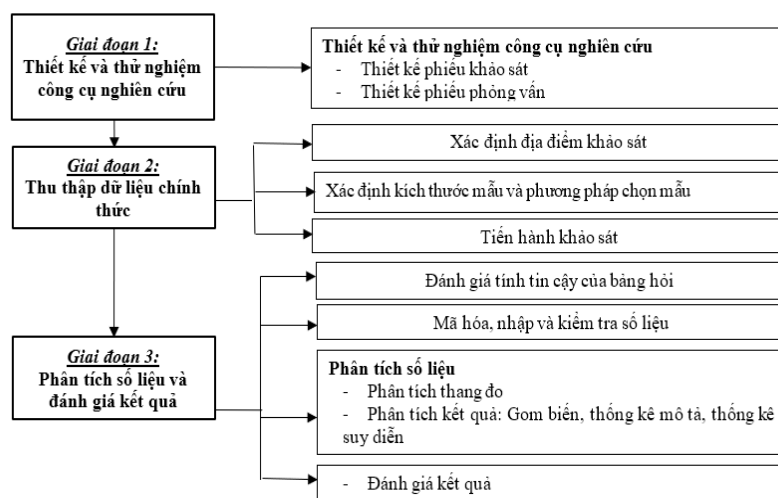 Giai đoạn 1:
Thiết kế và thử nghiệm
công cụ nghiên cứu
Thiết kế và thử nghiệm công cụ nghiên cứu
- Thiết kế phiếu khảo sát
- Thiết kế phiếu phỏng vấn
Giai đoạn 2:
Thu thập dữ liệu chính
thức
Xác định địa điểm khảo sát
Xác định kích thước mẫu và phương pháp chọn mẫu
Tiến hành khảo sát
Giai đoạn 3:
Phân tích số liệu và
đánh giá kết quả
Đánh giá tính tin cậy của bảng hỏi
Mã hóa, nhập và kiểm tra số liệu
Phân tích số liệu
- Phân tích thang đo
- Phân tích kết quả: Gom biến, thống kê mô tả, thống kê
suy diễn
- Đánh giá kết quả